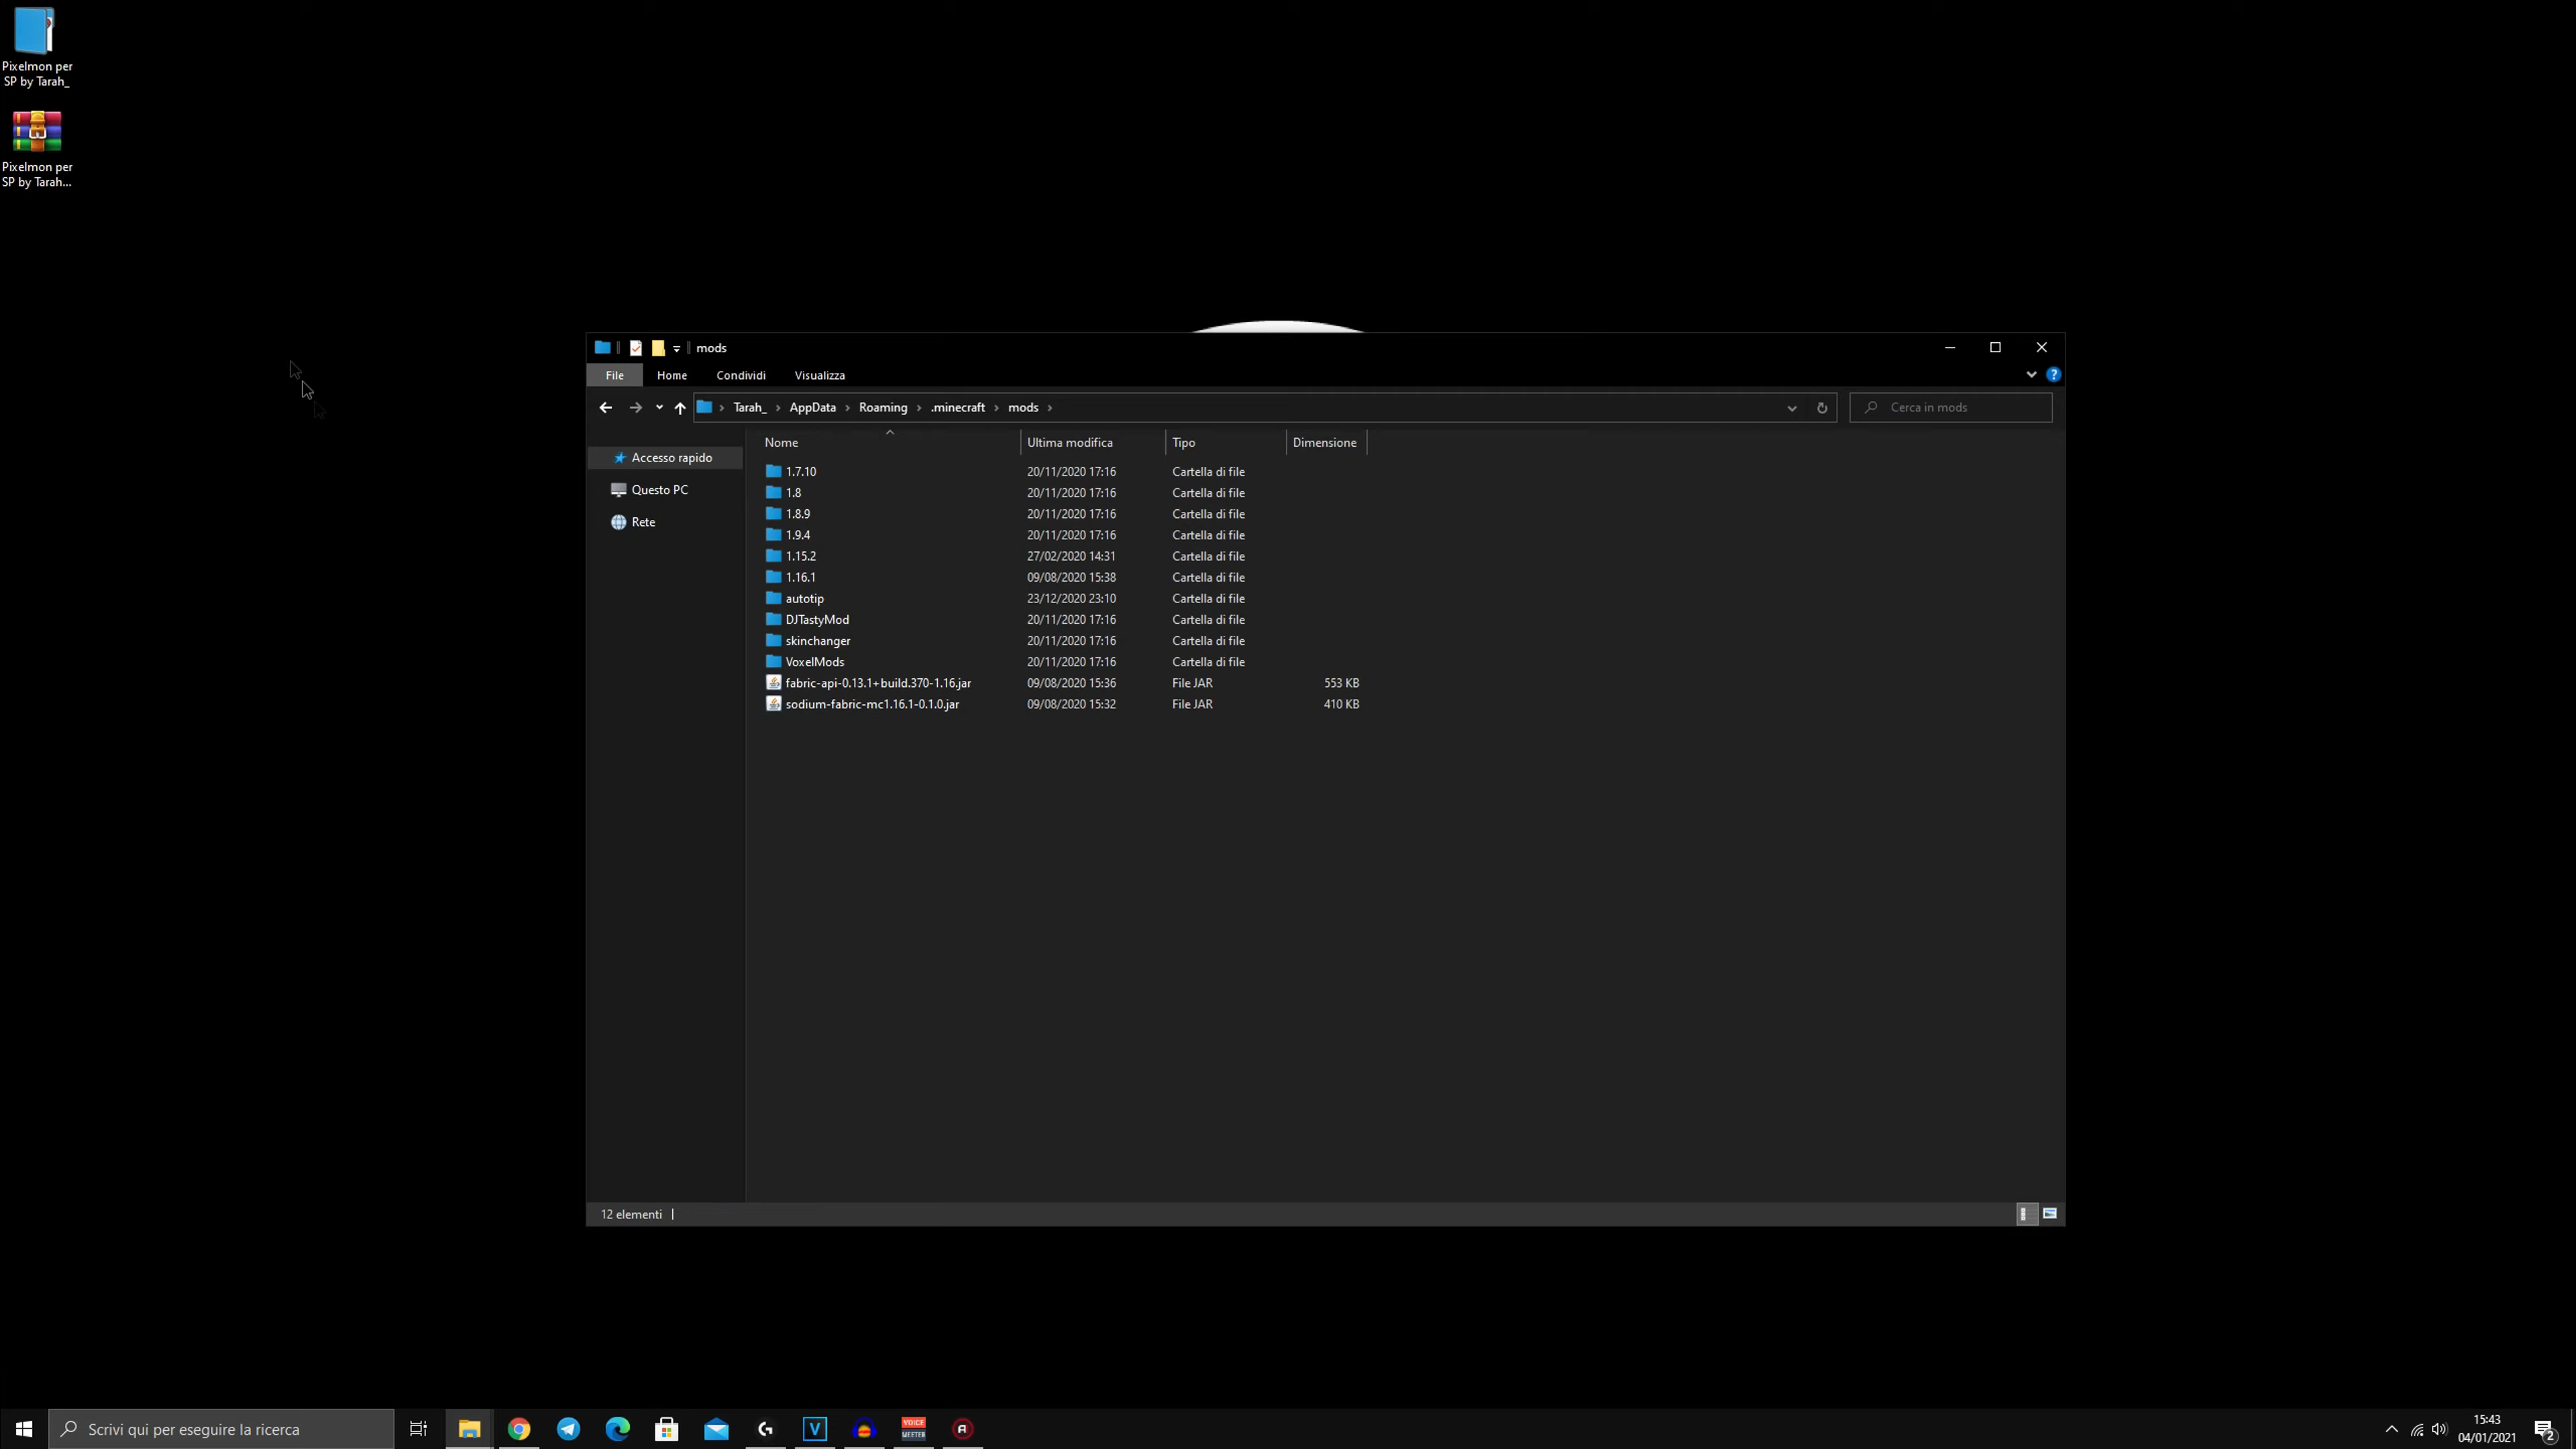 Pixelmon per
SP by Tarah_
Pixelmon per
SP by Tarah...
mods
File Home Condividi Visualizza
Tarah_ AppData Roaming .minecraft mods
Cerca in mods
Nome Ultima modifica Tipo Dimensione
Accesso rapido
Questo PC
Rete
1.7.10 20/11/2020 17:16 Cartella di file
1.8 20/11/2020 17:16 Cartella di file
1.8.9 20/11/2020 17:16 Cartella di file
1.9.4 20/11/2020 17:16 Cartella di file
1.15.2 27/02/2020 14:31 Cartella di file
1.16.1 09/08/2020 15:38 Cartella di file
autotip 23/12/2020 23:10 Cartella di file
DJTastyMod 20/11/2020 17:16 Cartella di file
skinchanger 20/11/2020 17:16 Cartella di file
VoxelMods 20/11/2020 17:16 Cartella di file
fabric-api-0.13.1+build.370-1.16.jar 09/08/2020 15:36 File JAR 553 KB
sodium-fabric-mc1.16.1-0.1.0.jar 09/08/2020 15:32 File JAR 410 KB
12 elementi
Scrivi qui per eseguire la ricerca
V
VOICE
MEETER
15:43
04/01/2021
2